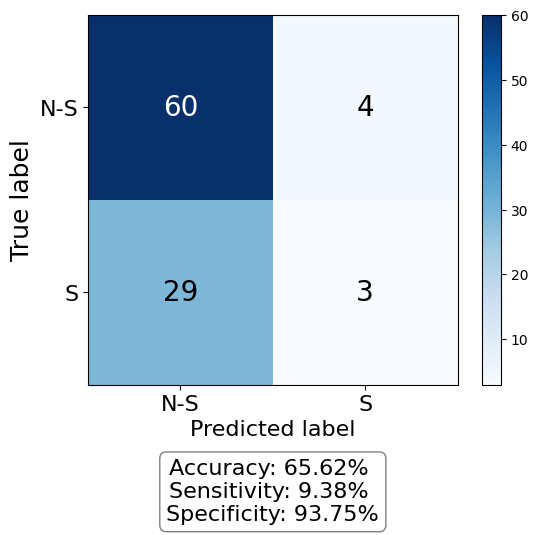 60
N-S
60
4
50
True label
40
30
S
29
3
20
10
N-S
S
Predicted label
Accuracy: 65.62%
Sensitivity: 9.38%
Specificity: 93.75%